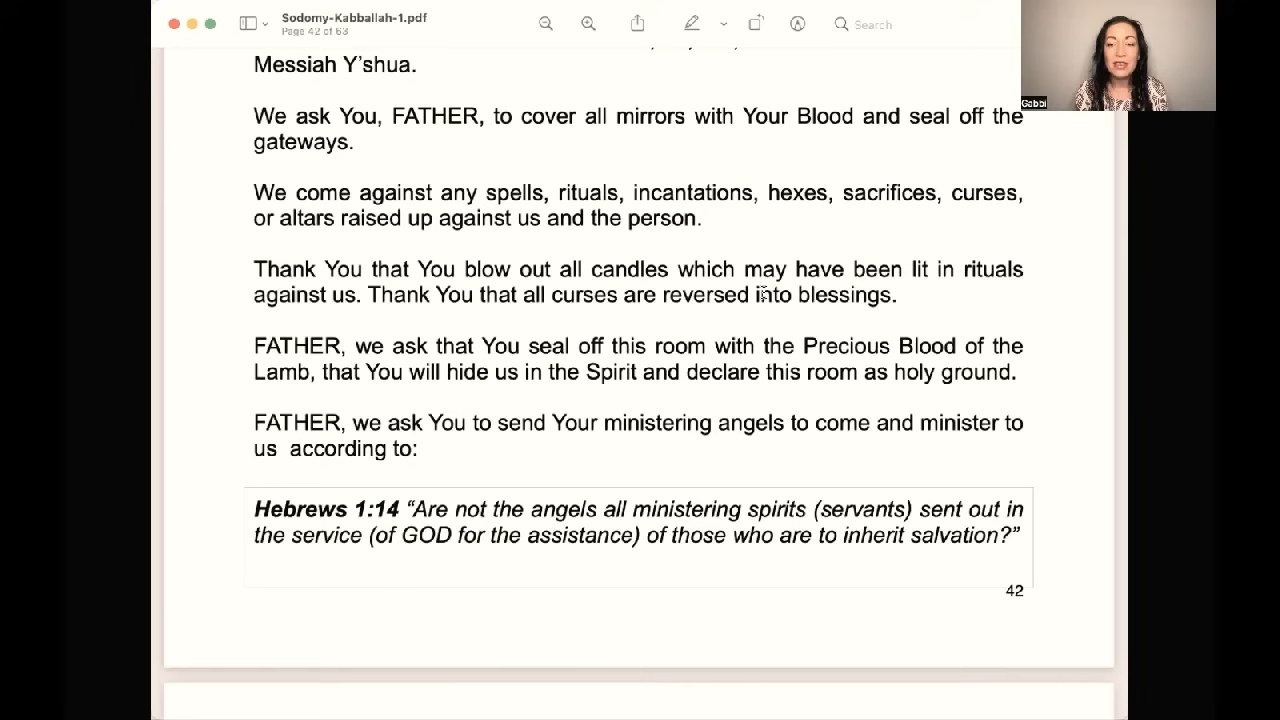 Sodomy-Kabballah-1.pdf
Page 42 of 63
Search
Gabbi
Messiah Y'shua.
We ask You, FATHER, to cover all mirrors with Your Blood and seal off the
gateways.
We come against any spells, rituals, incantations, hexes, sacrifices, curses,
or altars raised up against us and the person.
Thank You that You blow out all candles which may have been lit in rituals
against us. Thank You that all curses are reversed into blessings.
FATHER, we ask that You seal off this room with the Precious Blood of the
Lamb, that You will hide us in the Spirit and declare this room as holy ground.
FATHER, we ask You to send Your ministering angels to come and minister to
us  according to:
Hebrews 1:14 “Are not the angels all ministering spirits (servants) sent out in
the service (of GOD for the assistance) of those who are to inherit salvation?”
42